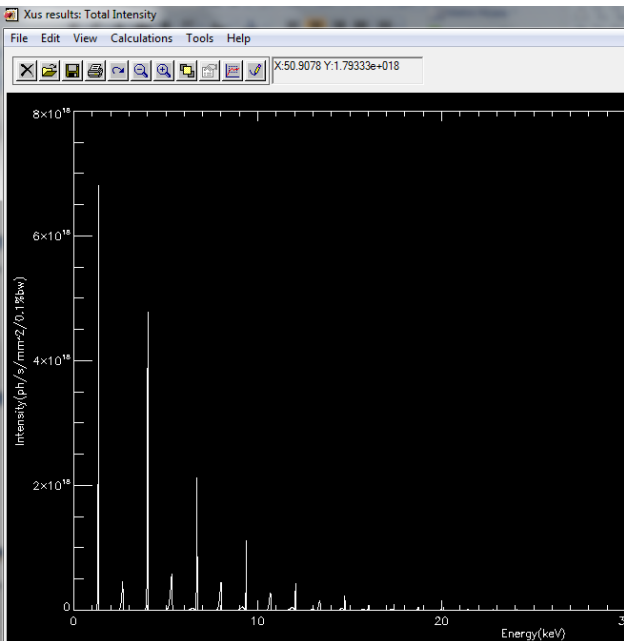 Xus results: Total Intensity
File Edit View Calculations Tools Help
X:50.9078 Y:1.79333e+018
8×10¹⁸
6×10¹⁸
4×10¹⁸
2×10¹⁸
0
Intensity(ph/s/mm^2/0.1%bw)
0 10 20 3
Energy(keV)